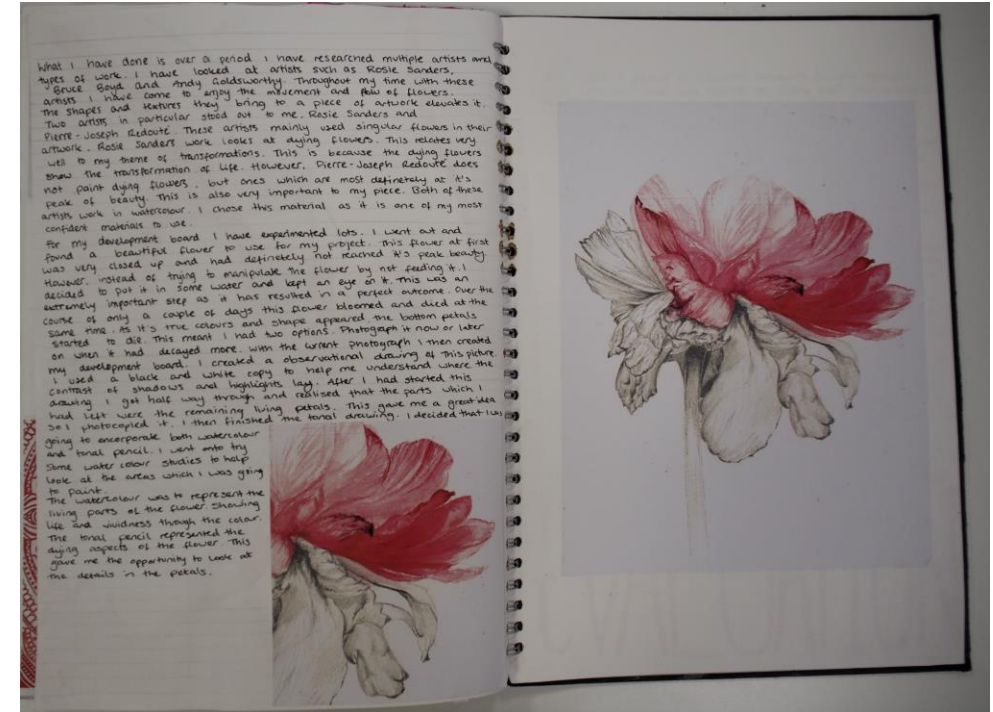 What I have done is over a period I have researched multiple artists and
types of work. I have looked at artists such as Rosie Sanders,
Bruce Boyd and Andy Goldsworthy. Throughout my time with these
artists I have come to enjoy the movement and flow of flowers.
The shapes and textures they bring to a piece of artwork elevates it.
Two artists in particular stood out to me, Rosie Sanders and
Pierre-Joseph Redouté. These artists mainly used singular flowers in their
artwork. Rosie Sanders work looks at dying flowers. This relates very
well to my theme of transformations. This is because the dying flowers
show the transformation of life. However, Pierre-Joseph Redouté does
not paint dying flowers, but ones which are most definetely at it's
peak of beauty. This is also very important to my piece. Both of these
artists work in watercolour. I chose this material as it is one of my most
confident materials to use.
For my development board I have experimented lots. I went out and
found a beautiful flower to use for my project. This flower at first
was very closed up and had definitely not reached it's peak beauty.
However, instead of trying to manipulate the flower by not feeding it. I
decided to put it in some water and kept an eye on it. This was an
extremely important step as it has resulted in a perfect outcome. Over the
course of only a couple of days this flower bloomed and died at the
same time. As it's true colours and shape appeared the bottom petals
started to die. This meant I had two options. Photograph it now or later
on when it had decayed more. With the current photograph I then created
my development board. I created a observational drawing of this picture.
I used a black and white copy to help me understand where the
contrast of shadows and highlights lay. After I had started this
drawing I got half way through and realised that the parts which I
had left were the remaining living petals. This gave me a great idea
so I photocopied it. I then finished the tonal drawing. I decided that I was
going to encorporate both watercolour
and tonal pencil. I went onto try
some water colour studies to help
look at the areas which I was going
to paint.
The watercolour was to represent the
living parts of the flower. Showing
life and vividness through the colour.
The tonal pencil represented the
dying aspects of the flower. This
gave me the opportunity to look at
the details in the petals.